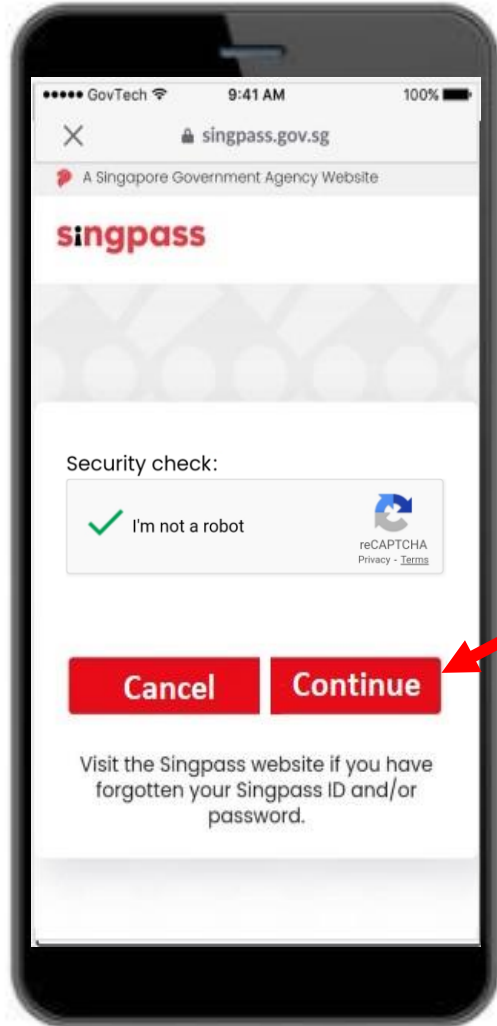 GovTech 9:41 AM 100%
singpass.gov.sg
A Singapore Government Agency Website
singpass
Security check:
I'm not a robot
reCAPTCHA
Privacy - Terms
Cancel Continue
Visit the Singpass website if you have
forgotten your Singpass ID and/or
password.